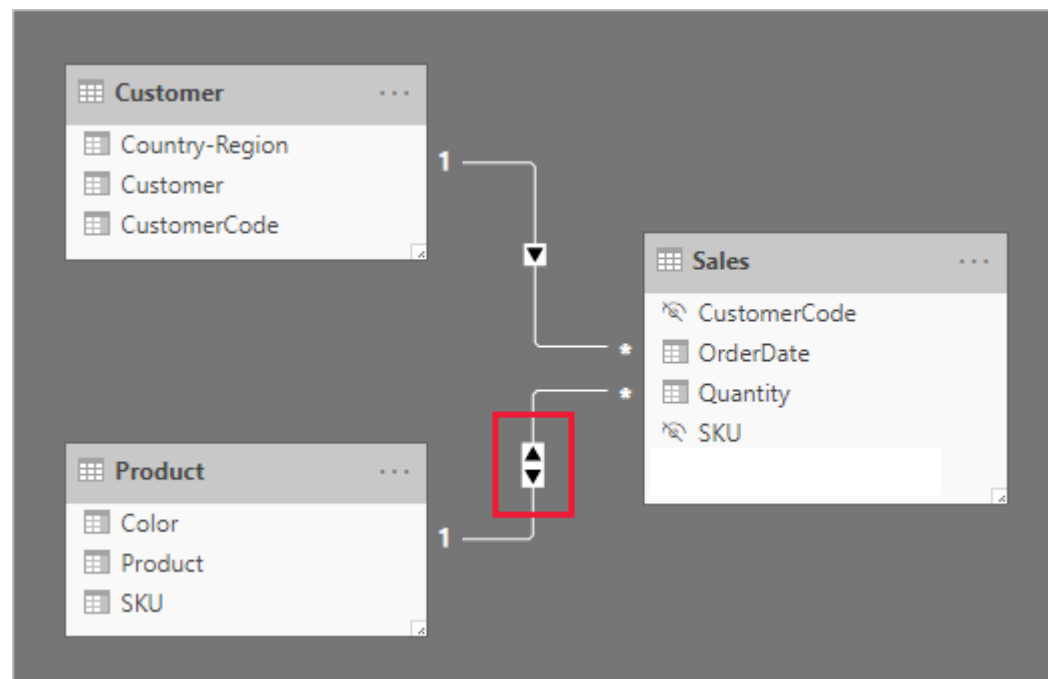 Customer
Country-Region
Customer
CustomerCode
1
Sales
CustomerCode
OrderDate
Quantity
SKU
*
*
Product
Color
Product
SKU
1